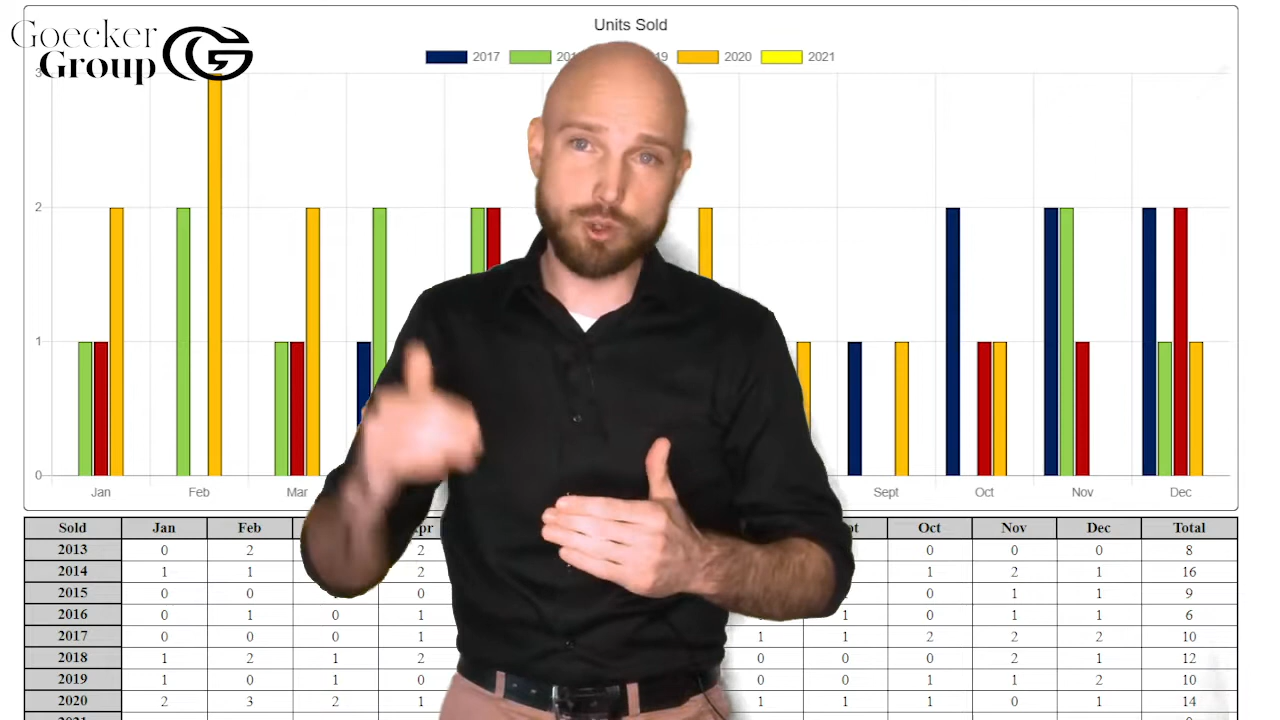 Goecker
Group
Units Sold
2017 2020 2021
3
2
1
0
Jan Feb Mar Sept Oct Nov Dec
Sold Jan Feb Oct Nov Dec Total
2013 0 2 2 0 0 0 8
2014 1 1 2 1 2 1 16
2015 0 0 0 0 1 1 9
2016 0 1 0 1 1 0 1 6
2017 0 0 0 1 1 1 2 2 2 10
2018 1 2 1 2 0 0 0 2 1 12
2019 1 0 1 0 0 0 1 1 2 10
2020 2 3 2 1 1 1 1 0 1 14